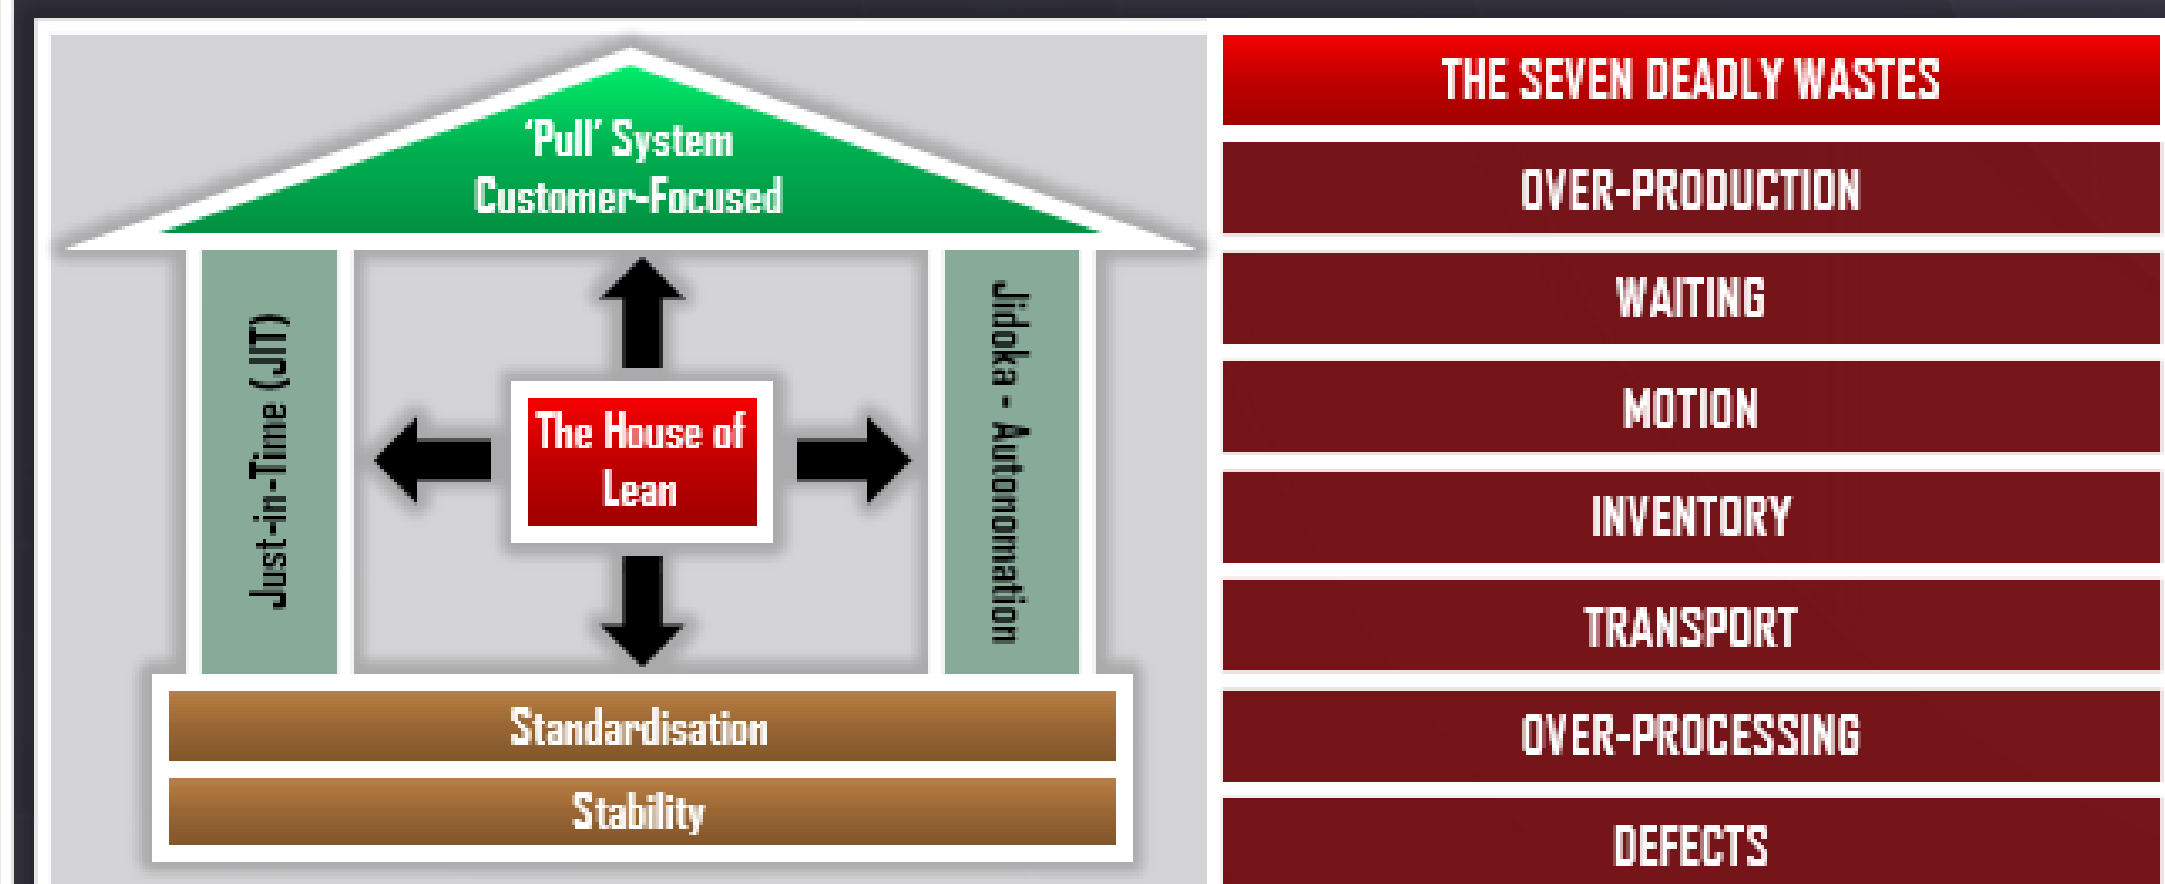 ‘Pull’ System
Customer-Focused
Just-in-Time (JIT)
The House of
Lean
Jidoka - Autonomation
Standardisation
Stability
THE SEVEN DEADLY WASTES
OVER-PRODUCTION
WAITING
MOTION
INVENTORY
TRANSPORT
OVER-PROCESSING
DEFECTS